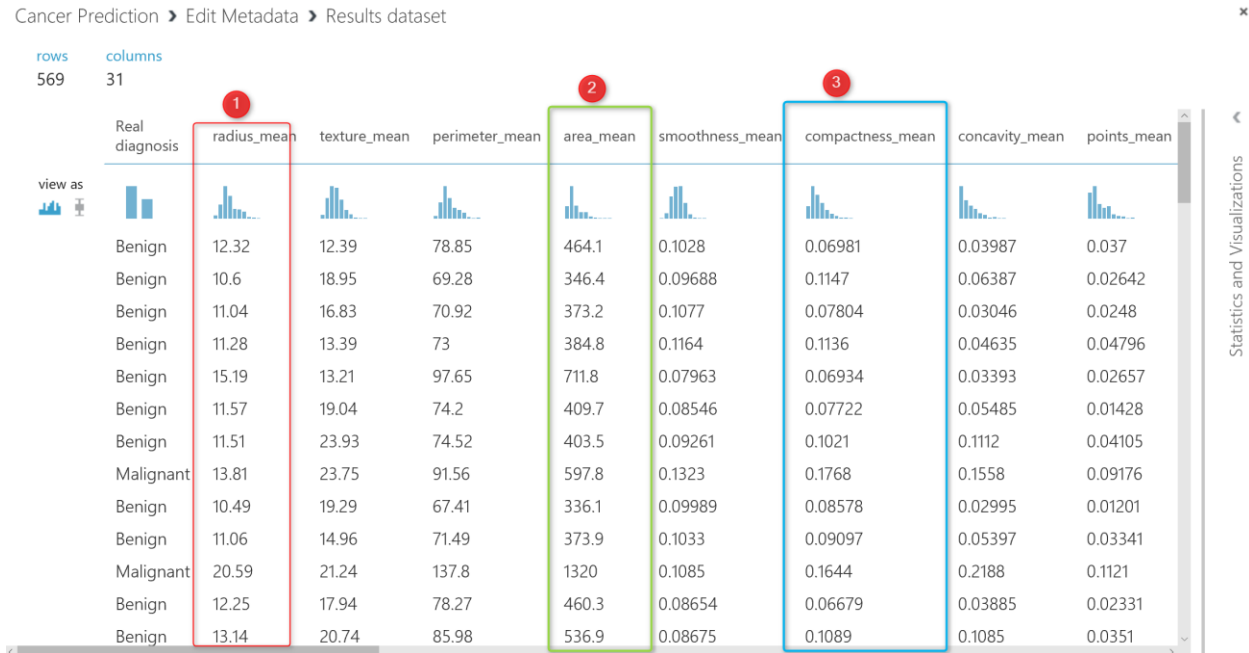 Cancer Prediction > Edit Metadata > Results dataset
×
rows columns
569 31
1 2 3
Real diagnosis radius_mean texture_mean perimeter_mean area_mean smoothness_mean compactness_mean concavity_mean points_mean
view as
Benign 12.32 12.39 78.85 464.1 0.1028 0.06981 0.03987 0.037
Benign 10.6 18.95 69.28 346.4 0.09688 0.1147 0.06387 0.02642
Benign 11.04 16.83 70.92 373.2 0.1077 0.07804 0.03046 0.0248
Benign 11.28 13.39 73 384.8 0.1164 0.1136 0.04635 0.04796
Benign 15.19 13.21 97.65 711.8 0.07963 0.06934 0.03393 0.02657
Benign 11.57 19.04 74.2 409.7 0.08546 0.07722 0.05485 0.01428
Benign 11.51 23.93 74.52 403.5 0.09261 0.1021 0.1112 0.04105
Malignant 13.81 23.75 91.56 597.8 0.1323 0.1768 0.1558 0.09176
Benign 10.49 19.29 67.41 336.1 0.09989 0.08578 0.02995 0.01201
Benign 11.06 14.96 71.49 373.9 0.1033 0.09097 0.05397 0.03341
Malignant 20.59 21.24 137.8 1320 0.1085 0.1644 0.2188 0.1121
Benign 12.25 17.94 78.27 460.3 0.08654 0.06679 0.03885 0.02331
Benign 13.14 20.74 85.98 536.9 0.08675 0.1089 0.1085 0.0351
Statistics and Visualizations